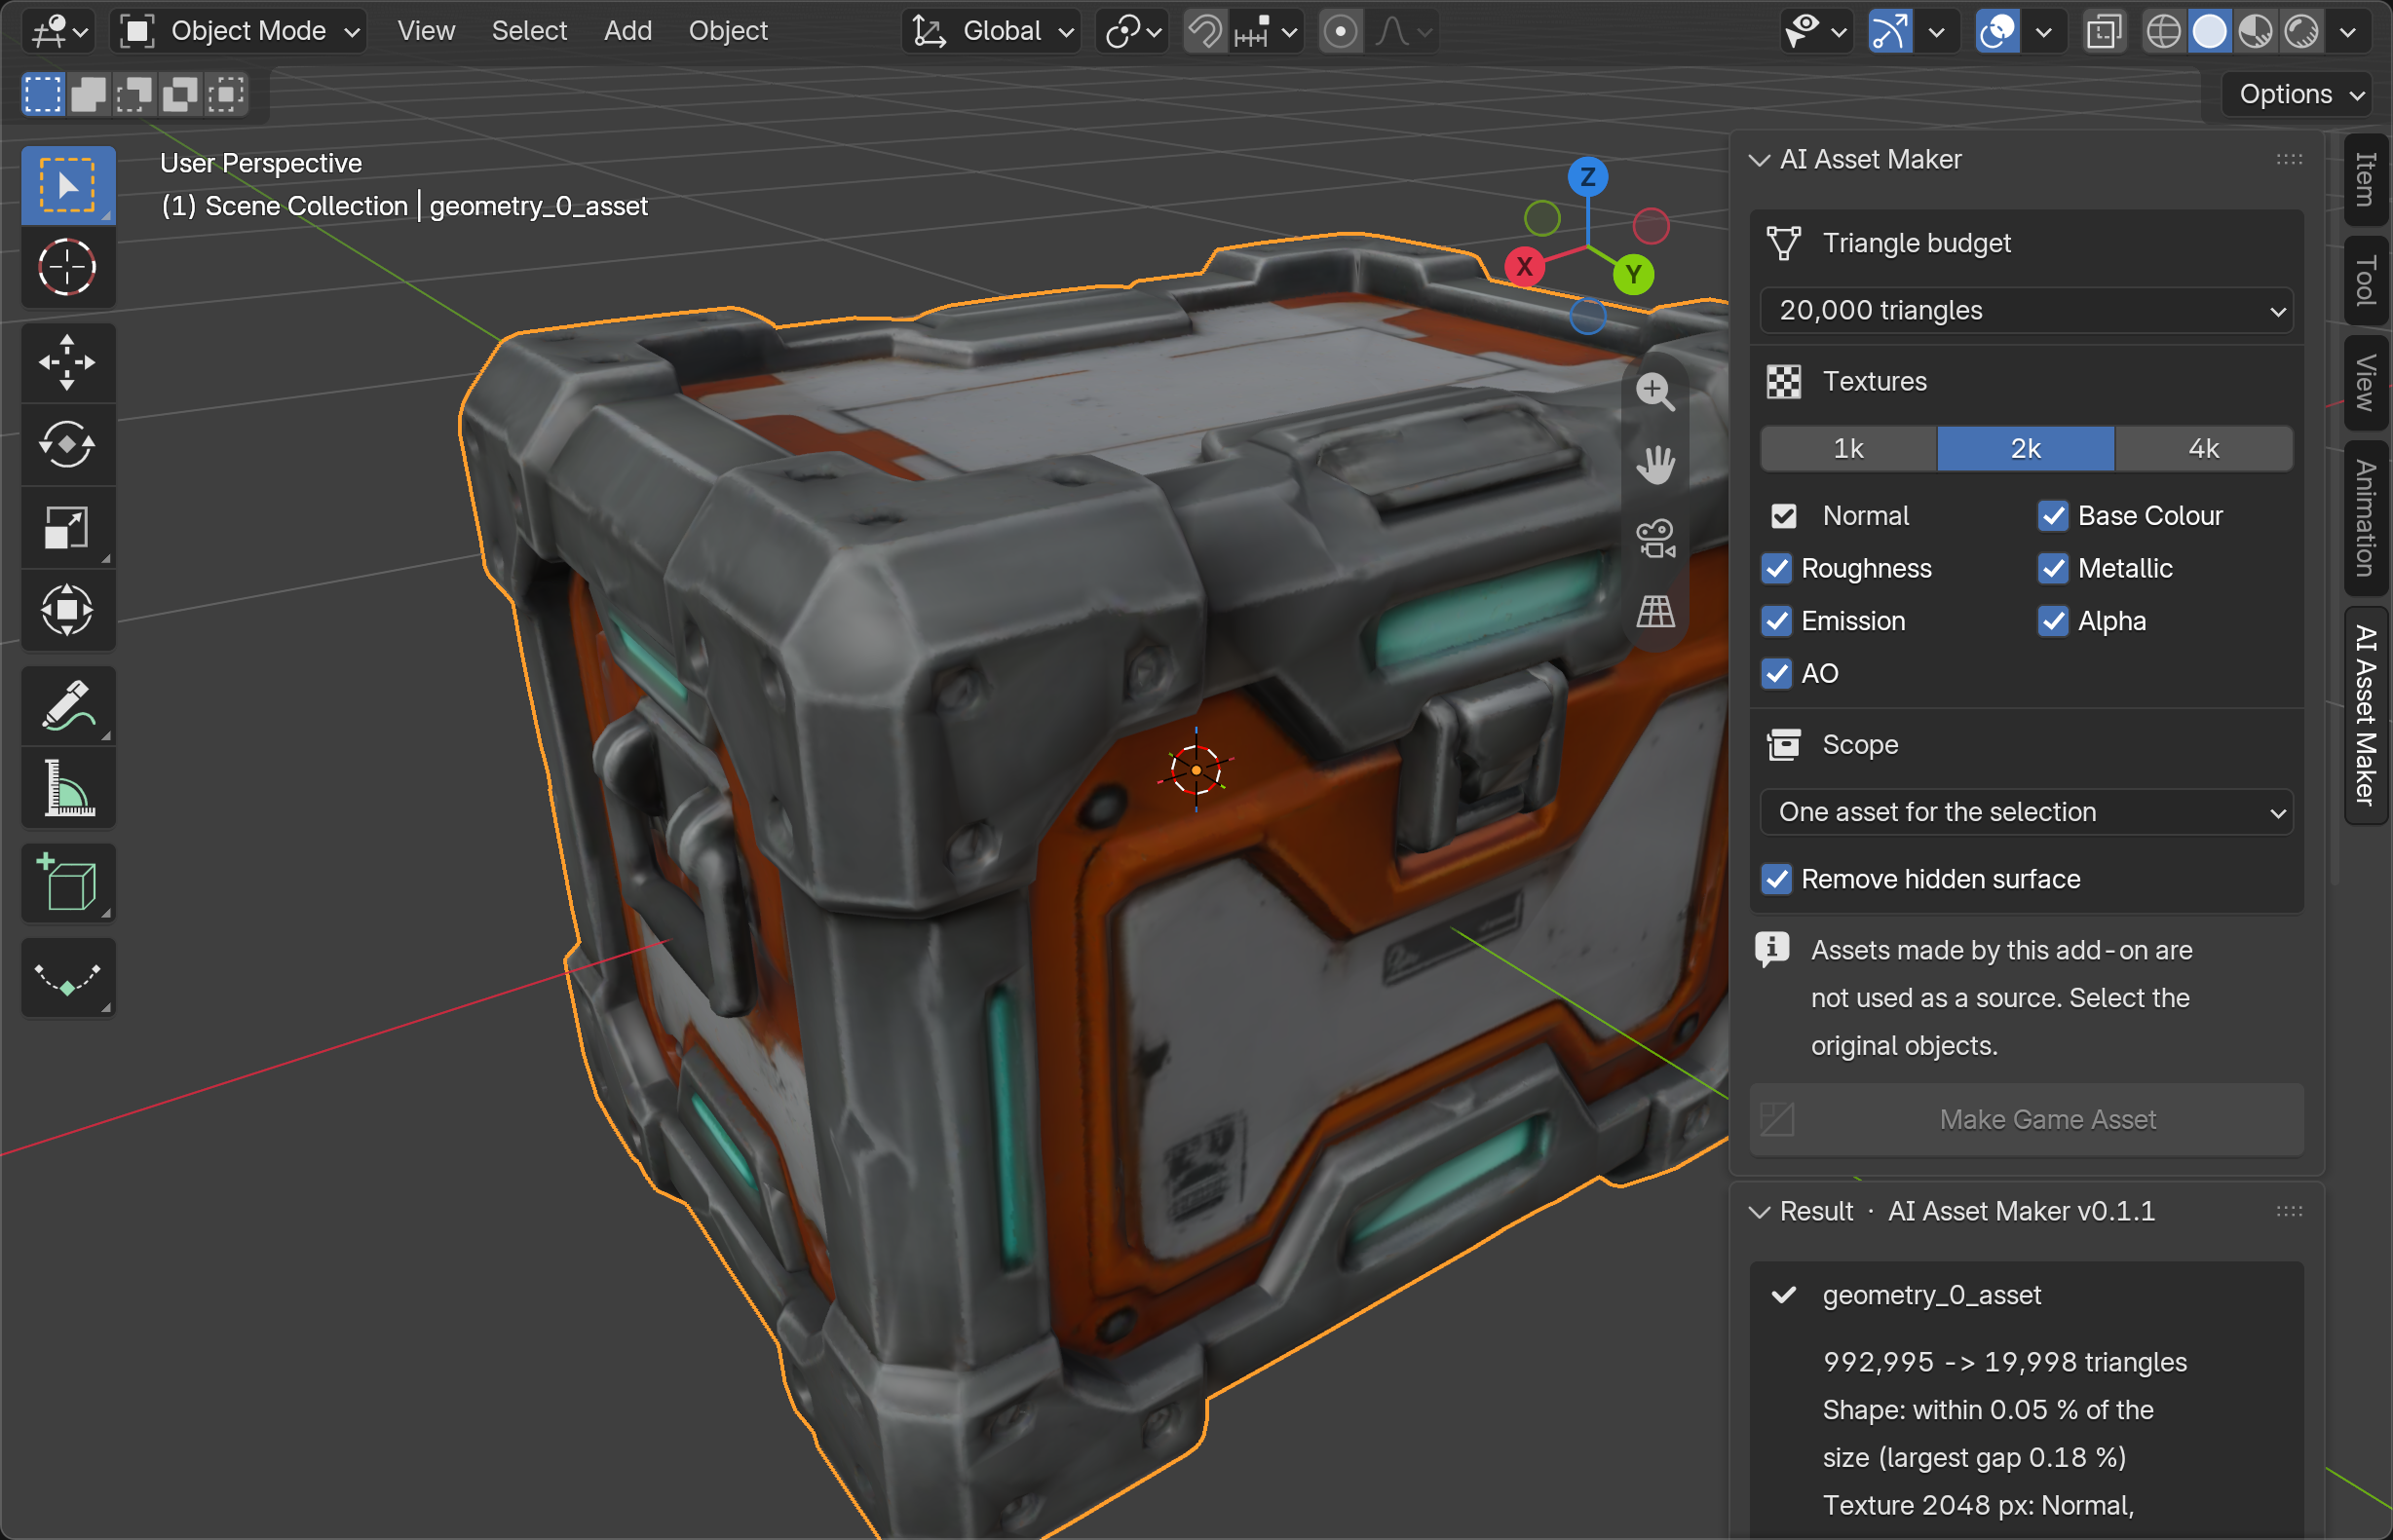 Object Mode
View
Select
Add
Object
Global
Options
User Perspective
(1) Scene Collection | geometry_0_asset
Z
X
Y
AI Asset Maker
Triangle budget
20,000 triangles
Textures
1k 2k 4k
Normal Base Colour
Roughness Metallic
Emission Alpha
AO
Scope
One asset for the selection
Remove hidden surface
Assets made by this add-on are
not used as a source. Select the
original objects.
Make Game Asset
Result · AI Asset Maker v0.1.1
geometry_0_asset
992,995 -> 19,998 triangles
Shape: within 0.05 % of the
size (largest gap 0.18 %)
Texture 2048 px: Normal,
Item
Tool
View
Animation
AI Asset Maker